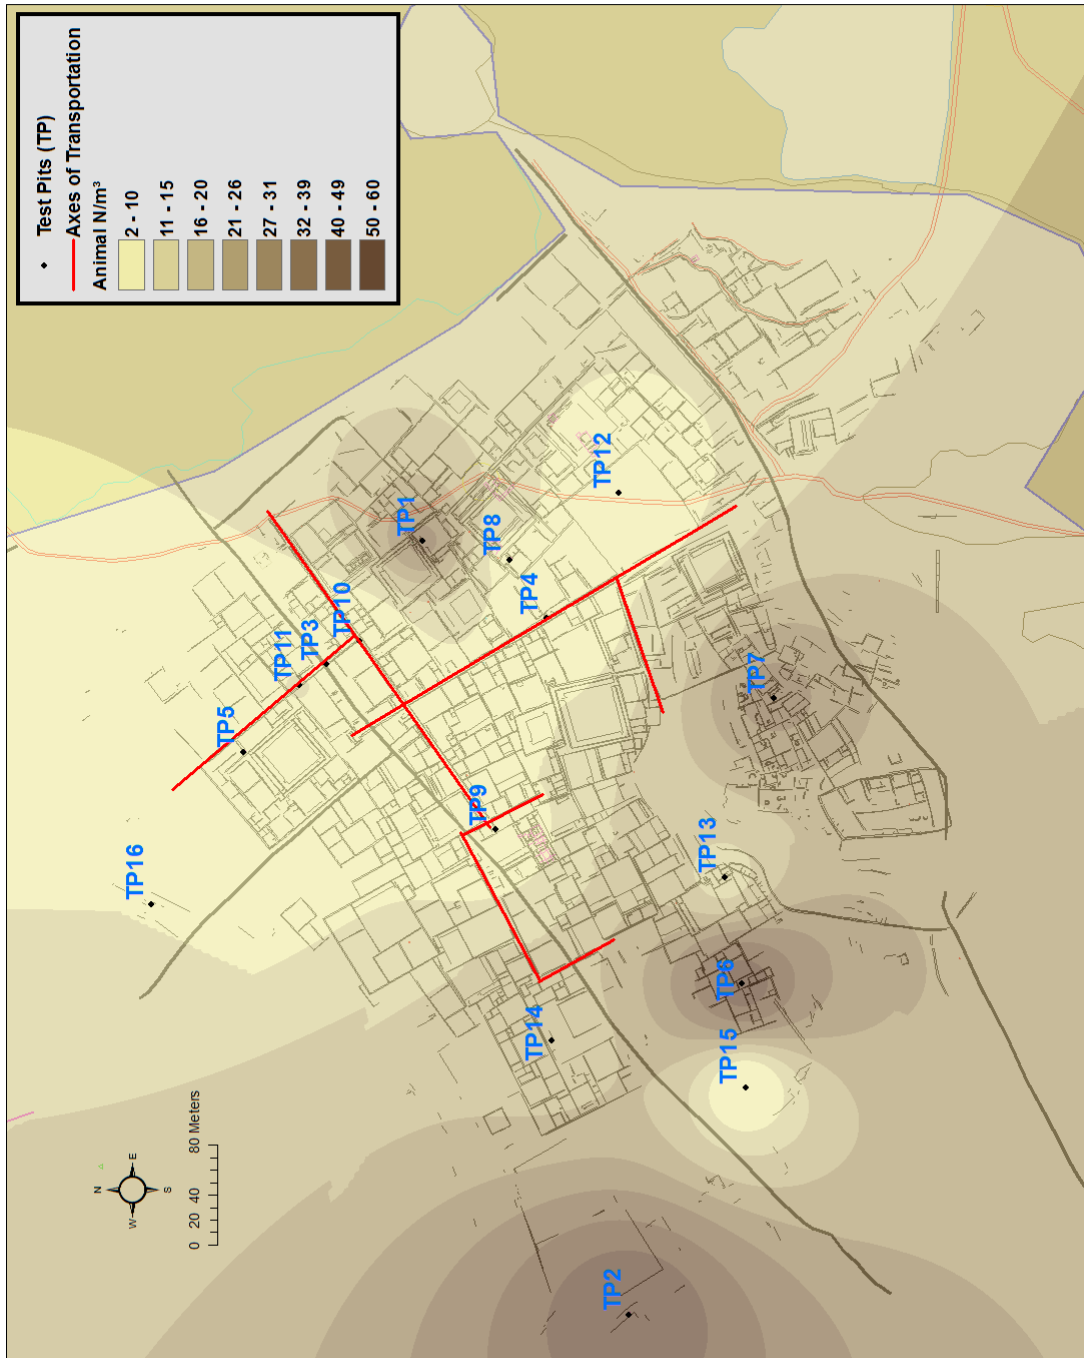 Test Pits (TP)
Axes of Transportation
Animal N/m³
2 - 10
11 - 15
16 - 20
21 - 26
27 - 31
32 - 39
40 - 49
50 - 60
TP16
TP5
TP11
TP3
TP10
TP1
TP8
TP4
TP12
TP9
TP7
TP13
TP6
TP14
TP15
TP2
N
E
S
W
0 20 40 80 Meters